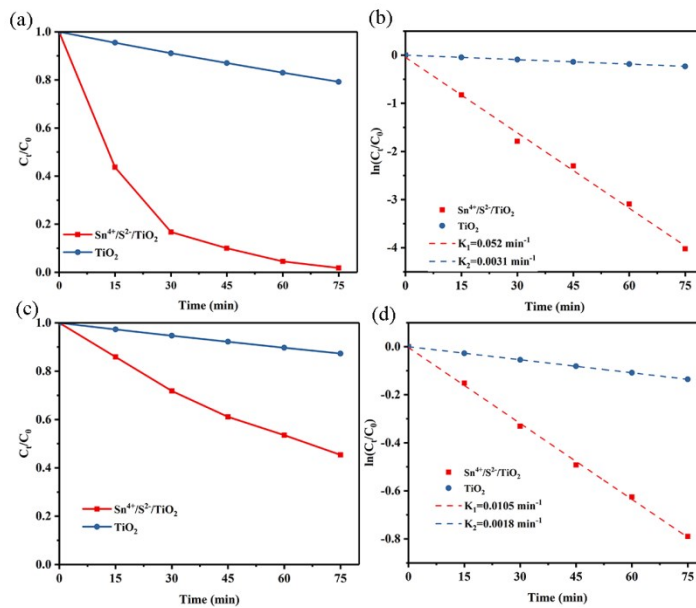 (a)
1.0
0.8
0.6
0.4
0.2
0.0
Cₜ/C₀
Sn⁴⁺/S²⁻/TiO₂
TiO₂
0 15 30 45 60 75
Time (min)
(b)
0
-1
-2
-3
-4
ln(Cₜ/C₀)
Sn⁴⁺/S²⁻/TiO₂
TiO₂
K₁=0.052 min⁻¹
K₂=0.0031 min⁻¹
0 15 30 45 60 75
Time (min)
(c)
1.0
0.8
0.6
0.4
0.2
0.0
Cₜ/C₀
Sn⁴⁺/S²⁻/TiO₂
TiO₂
0 15 30 45 60 75
Time (min)
(d)
0.0
-0.2
-0.4
-0.6
-0.8
ln(Cₜ/C₀)
Sn⁴⁺/S²⁻/TiO₂
TiO₂
K₁=0.0105 min⁻¹
K₂=0.0018 min⁻¹
0 15 30 45 60 75
Time (min)